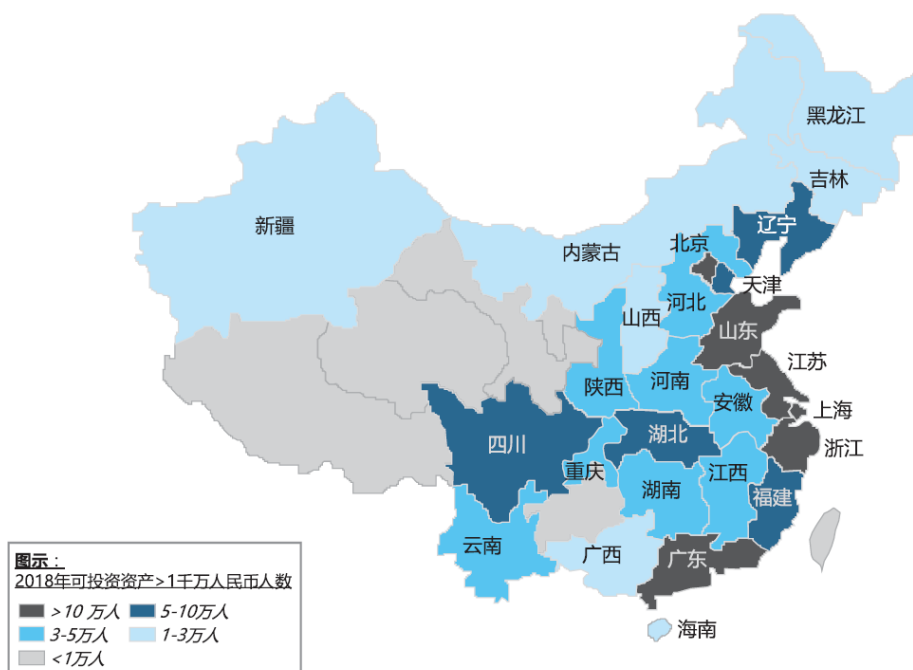 黑龙江
吉林
新疆
辽宁
北京
内蒙古
天津
河北
山西
山东
江苏
陕西
河南
安徽
上海
湖北
浙江
四川
重庆
江西
湖南
福建
云南
广西
广东
海南
图示：
2018年可投资资产>1千万人民币人数
>10 万人 5-10万人
3-5万人 1-3万人
<1万人